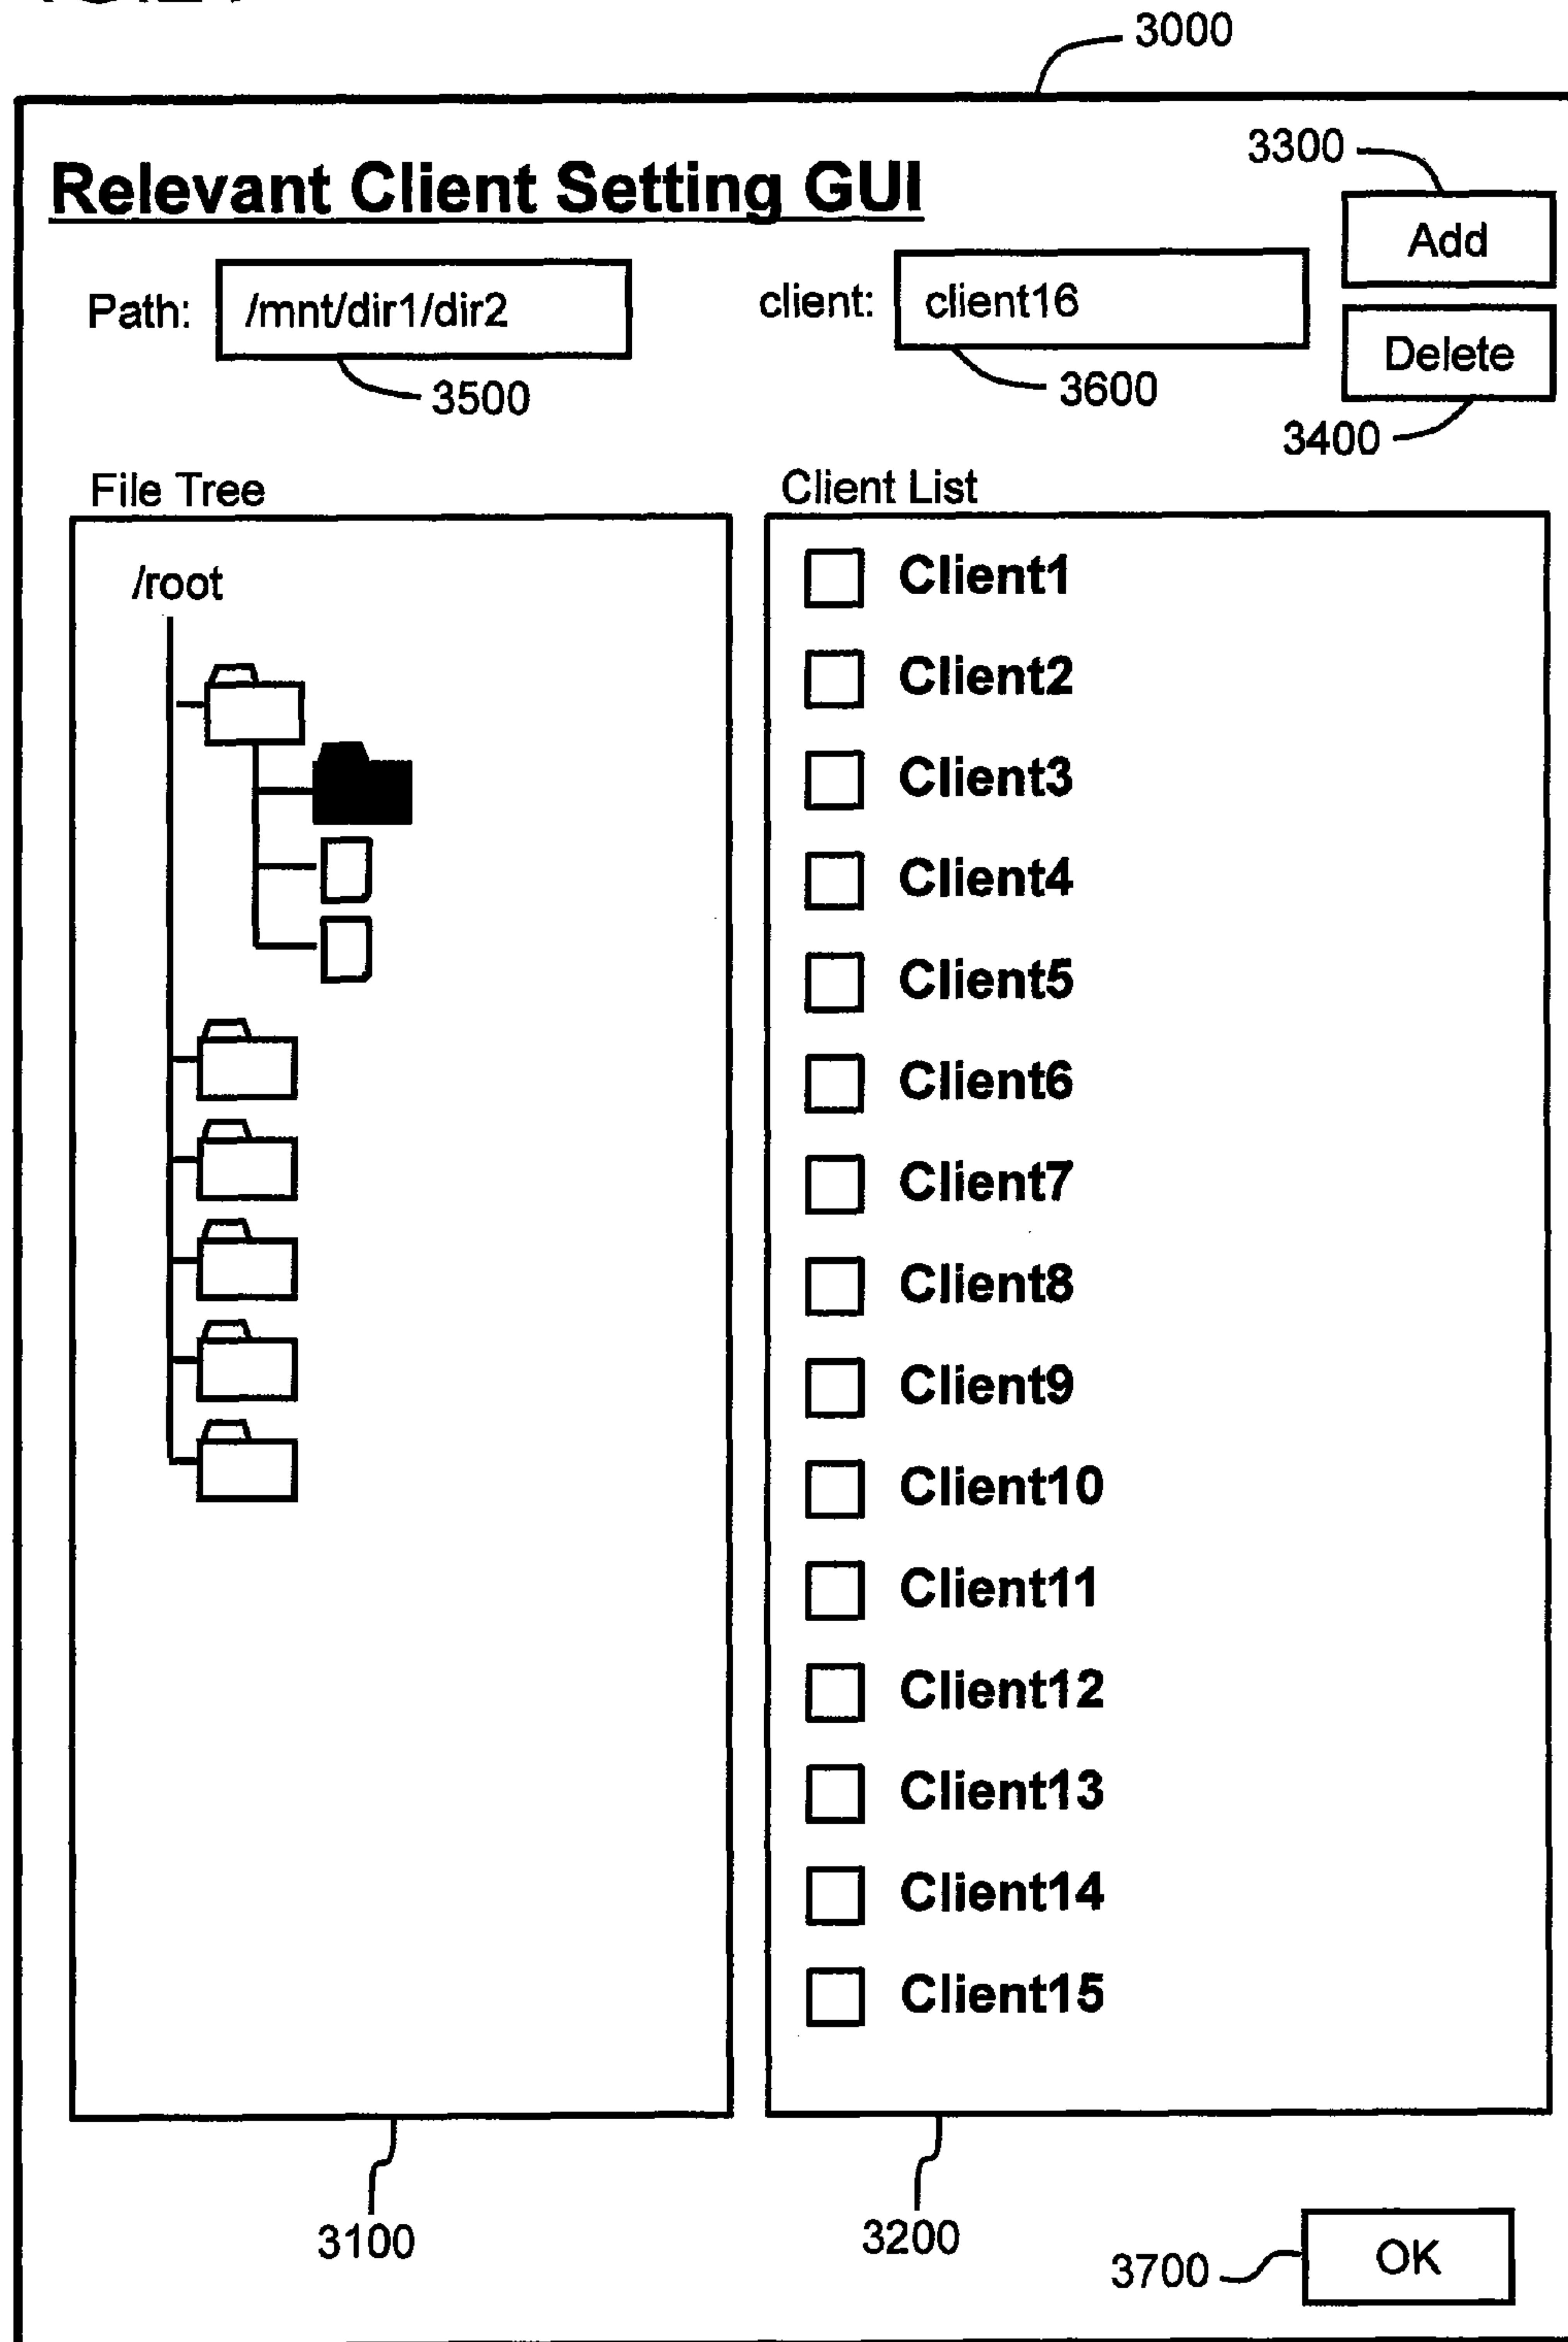 3000
Relevant Client Setting GUI
3300
Add
Path: /mnt/dir1/dir2
client: client16
Delete
3500
3600
3400
File Tree
Client List
/root
Client1
Client2
Client3
Client4
Client5
Client6
Client7
Client8
Client9
Client10
Client11
Client12
Client13
Client14
Client15
3100
3200
3700
OK